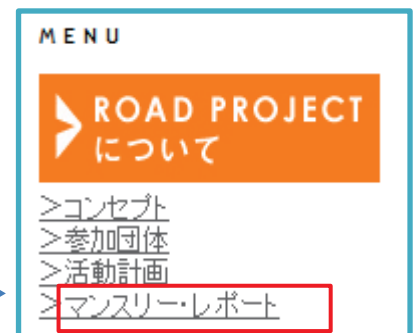 MENU
ROAD PROJECT
について
>コンセプト
>参加団体
>活動計画
>マンスリー・レポート